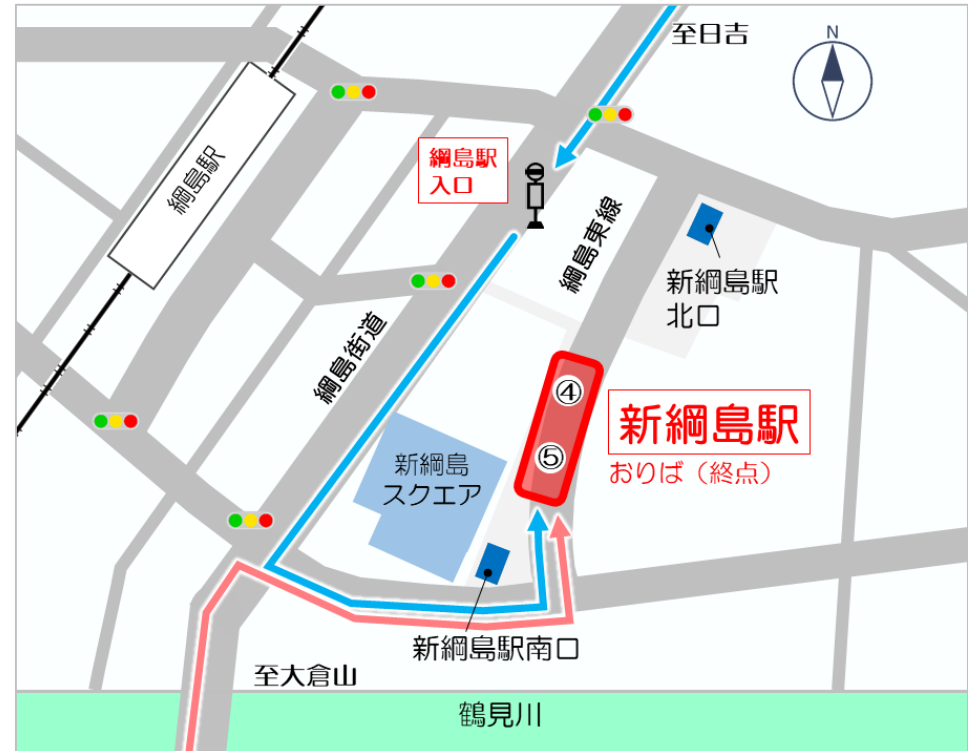 至日吉
N
綱島駅
綱島駅
入口
綱島東線
新綱島駅
北口
綱島街道
④
新綱島駅
おりば（終点）
⑤
新綱島
スクエア
新綱島駅南口
至大倉山
鶴見川